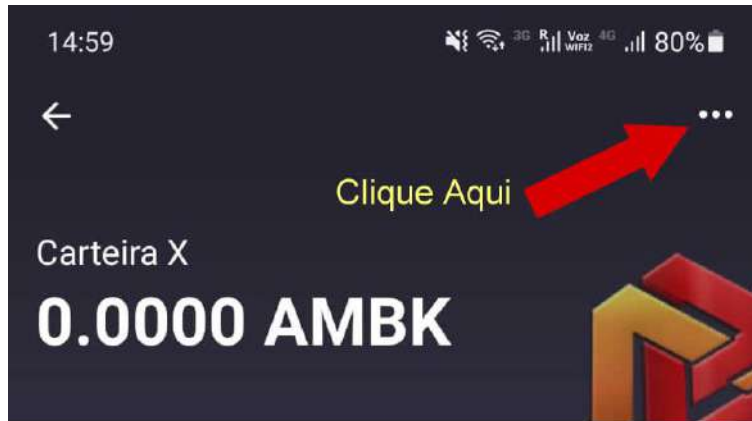 14:59 3G R Voz WIFI2 4G 80%
Clique Aqui
Carteira X
0.0000 AMBK